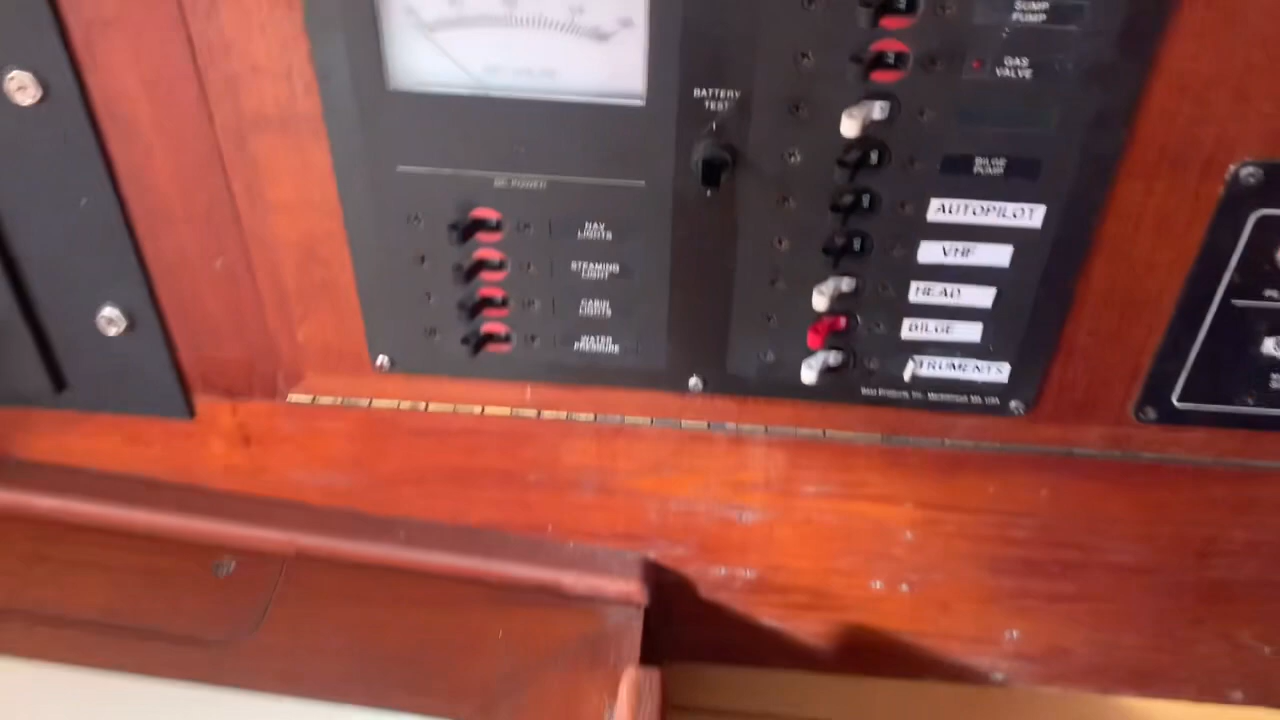 SUMP
PUMP
GAS
VALVE
BATTERY
TEST
BILGE
PUMP
DC POWER
AUTOPILOT
NAV
LIGHTS
VHF
STEAMING
LIGHT
HEAD
CABIN
LIGHTS
BILGE
WATER
PRESSURE
TRUMENTS